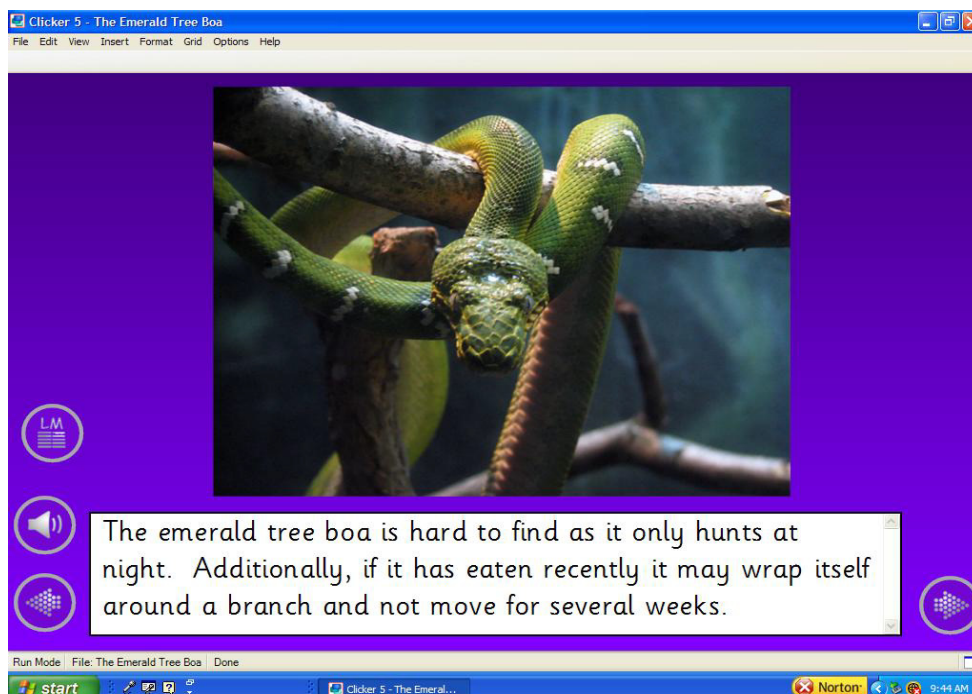 Clicker 5 - The Emerald Tree Boa
File Edit View Insert Format Grid Options Help
LM
The emerald tree boa is hard to find as it only hunts at
night. Additionally, if it has eaten recently it may wrap itself
around a branch and not move for several weeks.
Run Mode File: The Emerald Tree Boa Done
start Clicker 5 - The Emeral... Norton 9:44 AM